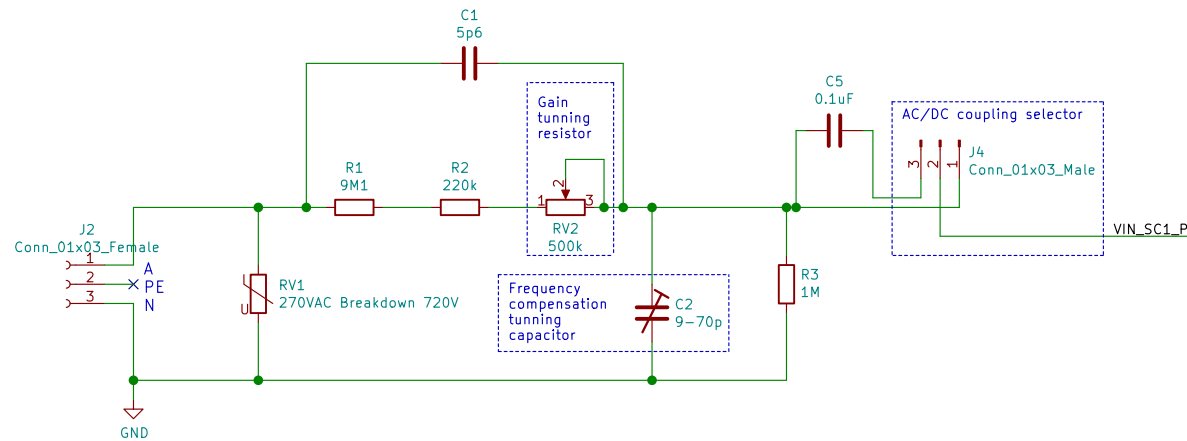 C1
5p6
Gain
tunning
resistor
C5
0.1uF
AC/DC coupling selector
3
2
1
J4
Conn_01x03_Male
R1
9M1
R2
220k
2
1
3
RV2
500k
J2
Conn_01x03_Female
1
A
2
PE
3
N
VIN_SC1_P
RV1
270VAC Breakdown 720V
U
Frequency
compensation
tunning
capacitor
C2
9-70p
R3
1M
GND